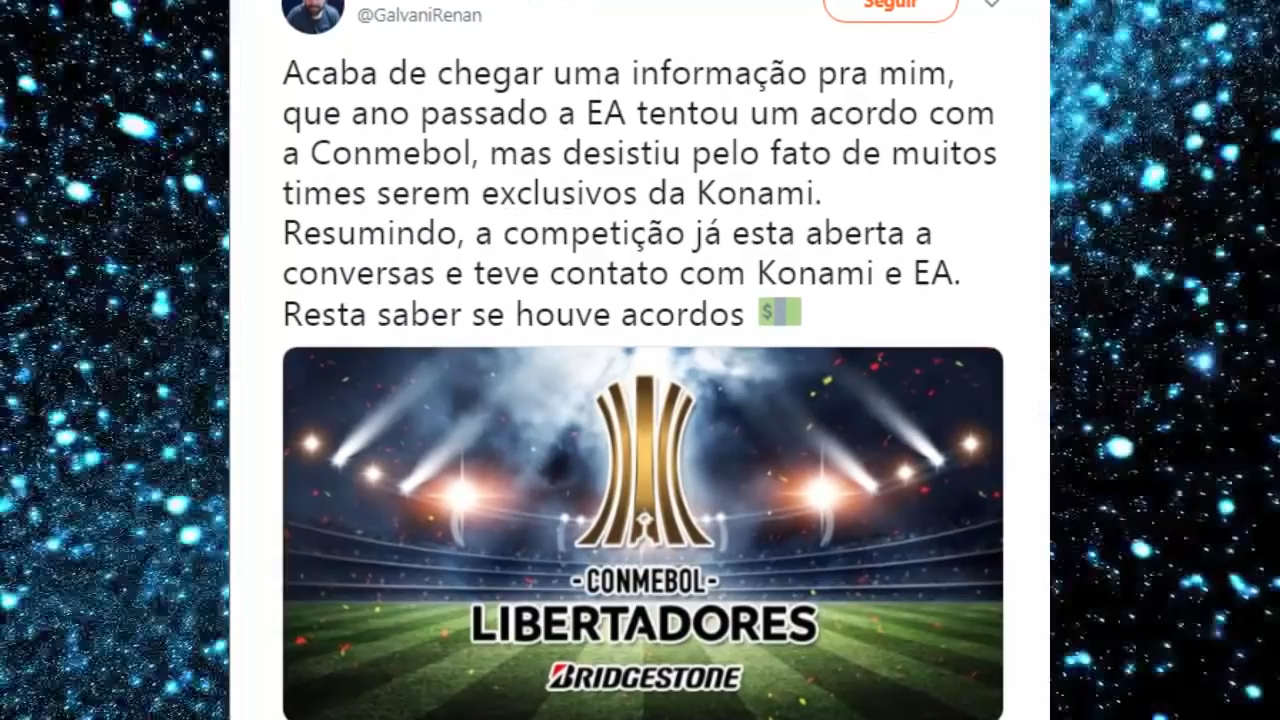 @GalvaniRenan
Seguir
Acaba de chegar uma informação pra mim,
que ano passado a EA tentou um acordo com
a Conmebol, mas desistiu pelo fato de muitos
times serem exclusivos da Konami.
Resumindo, a competição já esta aberta a
conversas e teve contato com Konami e EA.
Resta saber se houve acordos
-CONMEBOL-
LIBERTADORES
BRIDGESTONE